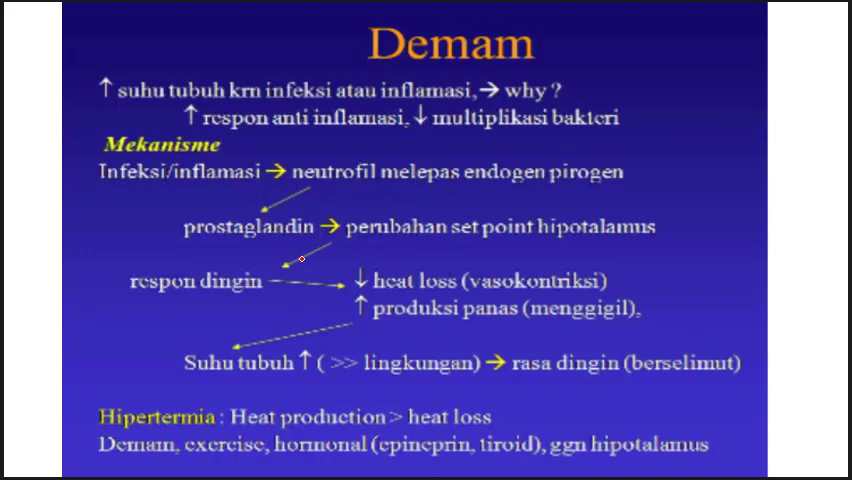 Demam
↑ suhu tubuh krn infeksi atau inflamasi, → why ?
↑ respon anti inflamasi, ↓ multiplikasi bakteri
Mekanisme
Infeksi/inflamasi → neutrofil melepas endogen pirogen
prostaglandin → perubahan set point hipotalamus
respon dingin ↓ heat loss (vasokontriksi)
↑ produksi panas (menggigil),
Suhu tubuh ↑ ( >> lingkungan) → rasa dingin (berselimut)
Hipertermia : Heat production > heat loss
Demam, exercise, hormonal (epineprin, tiroid), ggn hipotalamus